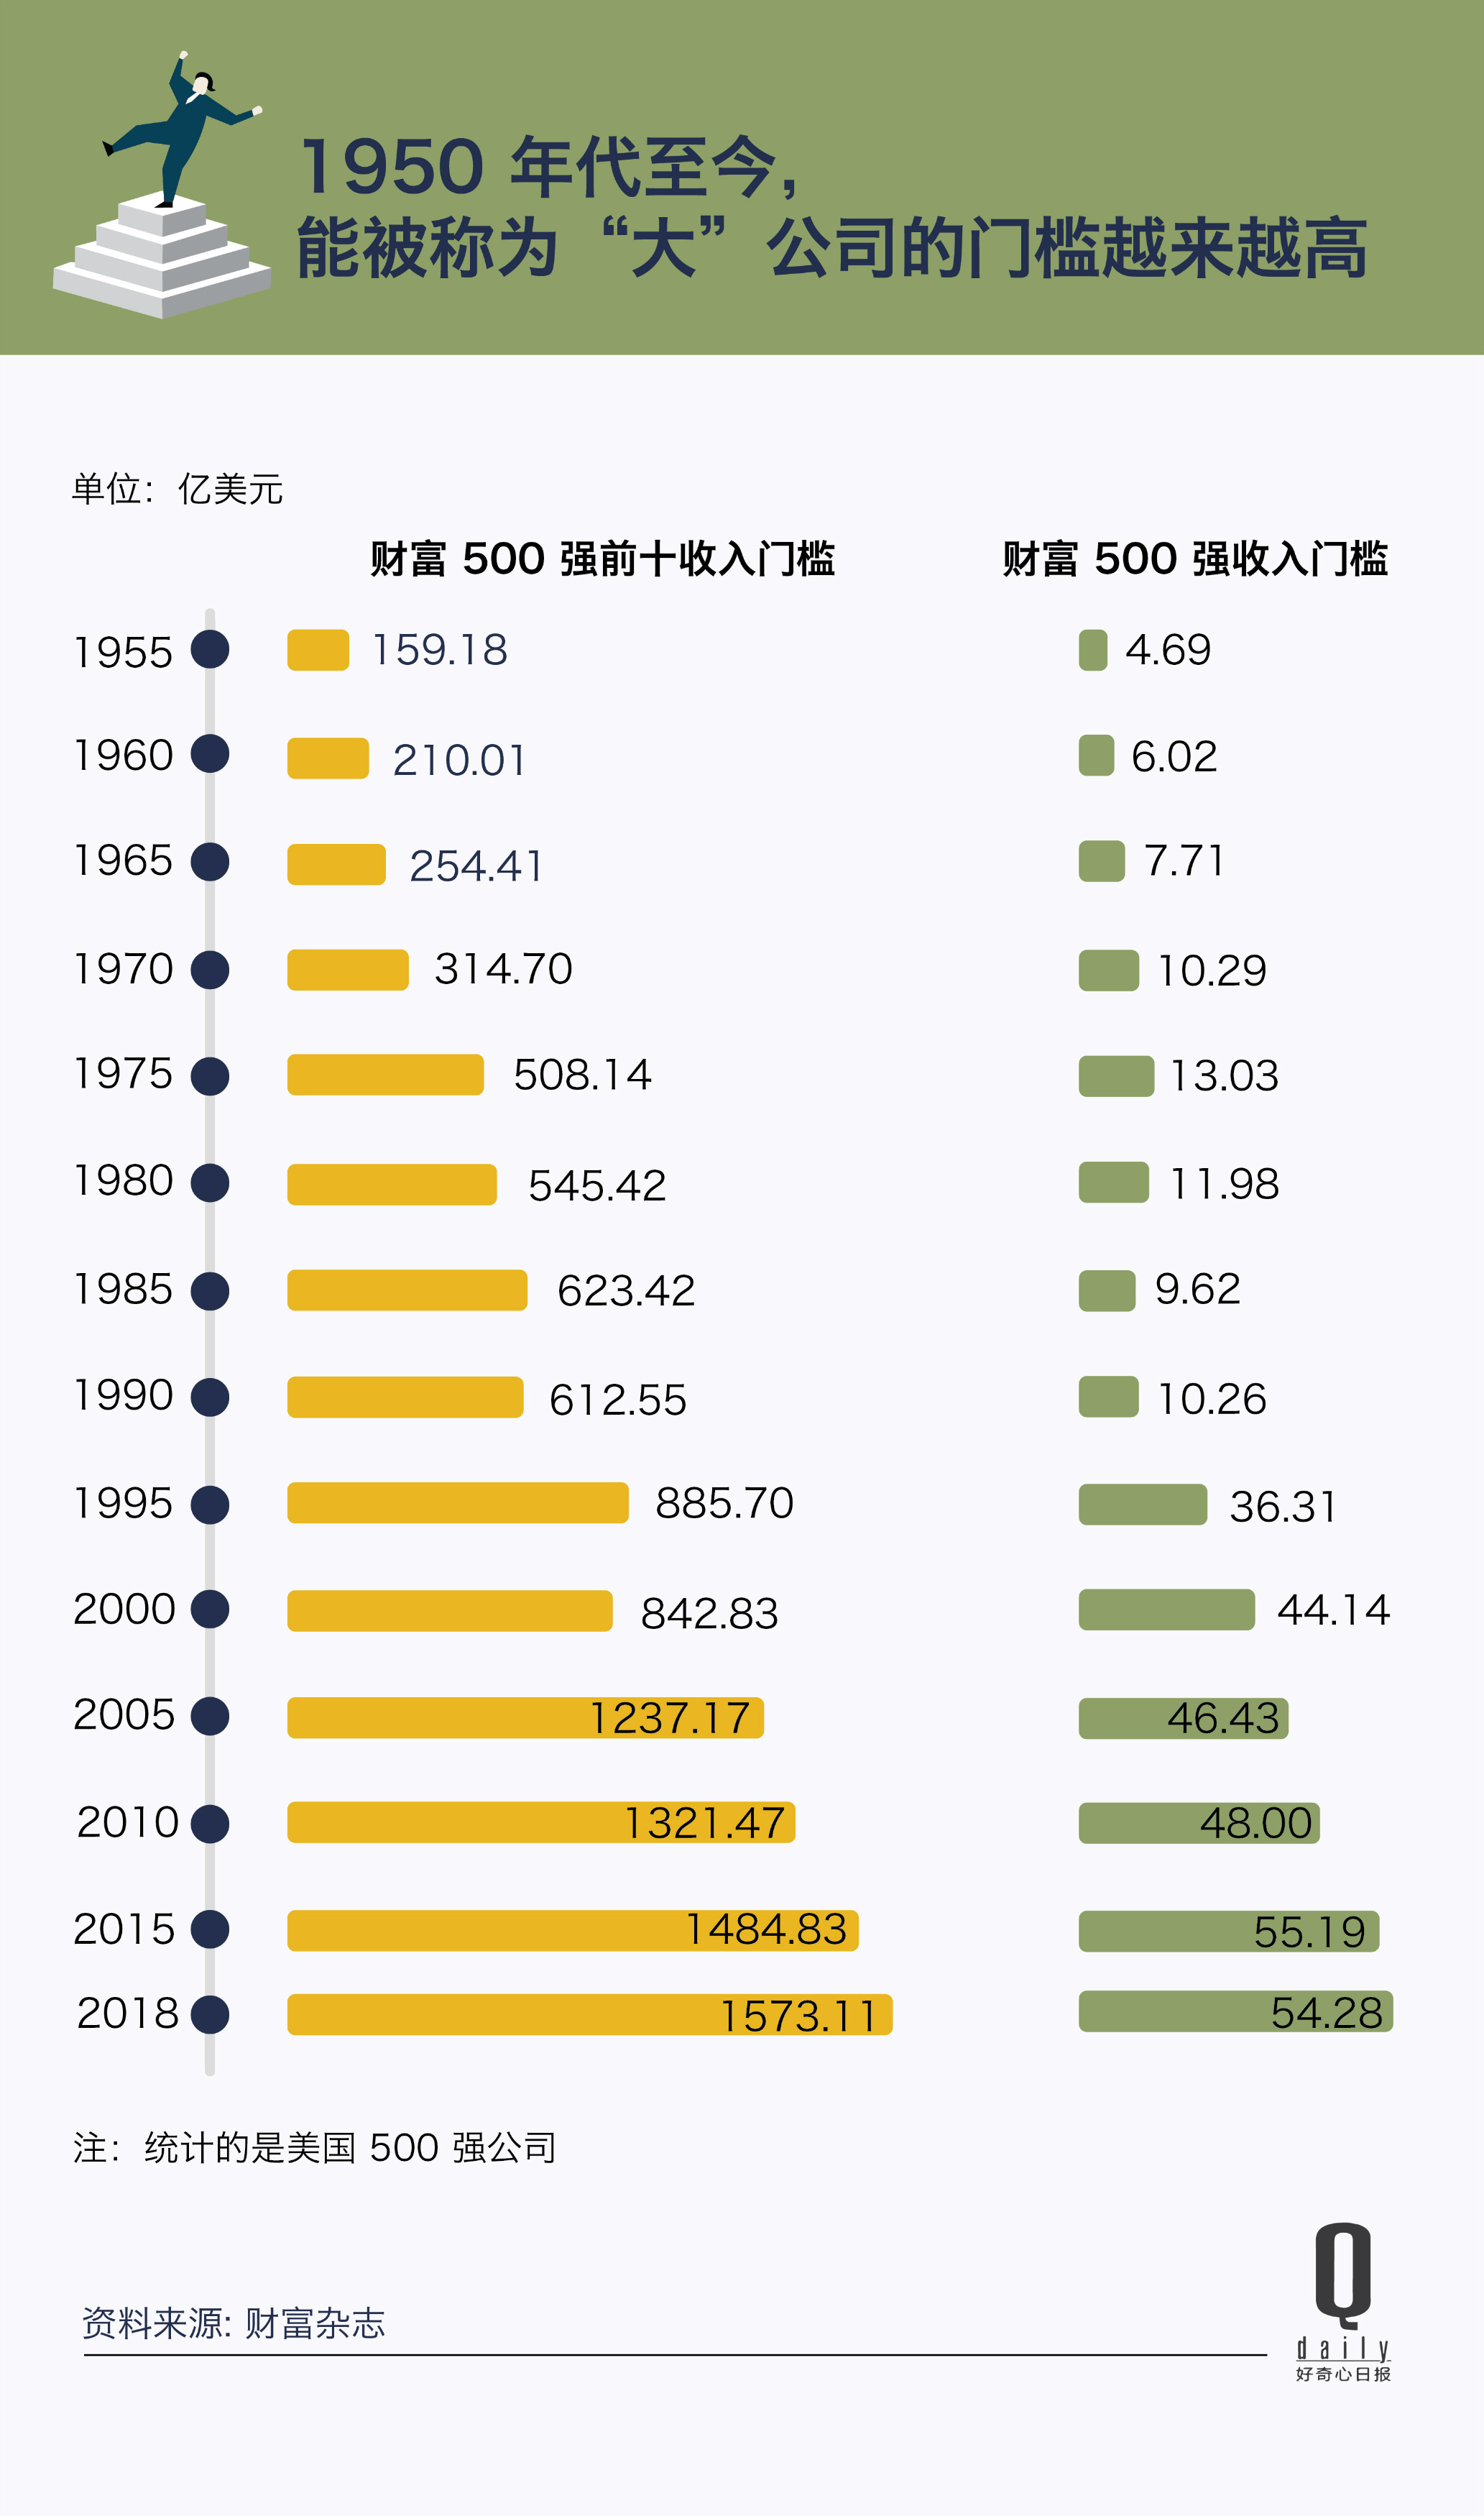 1950 年代至今，
能被称为“大”公司的门槛越来越高
单位：亿美元
财富 500 强前十收入门槛 财富 500 强收入门槛
1955 159.18 4.69
1960 210.01 6.02
1965 254.41 7.71
1970 314.70 10.29
1975 508.14 13.03
1980 545.42 11.98
1985 623.42 9.62
1990 612.55 10.26
1995 885.70 36.31
2000 842.83 44.14
2005 1237.17 46.43
2010 1321.47 48.00
2015 1484.83 55.19
2018 1573.11 54.28
注：统计的是美国 500 强公司
资料来源: 财富杂志
Q
daily
好奇心日报